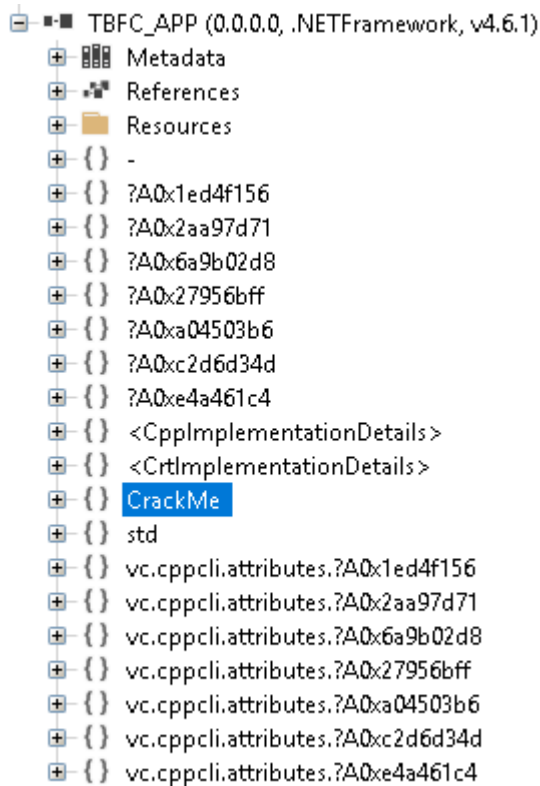 TBFC_APP (0.0.0.0, .NETFramework, v4.6.1)
Metadata
References
Resources
{ } -
{ } ?A0x1ed4f156
{ } ?A0x2aa97d71
{ } ?A0x6a9b02d8
{ } ?A0x27956bff
{ } ?A0xa04503b6
{ } ?A0xc2d6d34d
{ } ?A0xe4a461c4
{ } <CppImplementationDetails>
{ } <CrtImplementationDetails>
{ } CrackMe
{ } std
{ } vc.cppcli.attributes.?A0x1ed4f156
{ } vc.cppcli.attributes.?A0x2aa97d71
{ } vc.cppcli.attributes.?A0x6a9b02d8
{ } vc.cppcli.attributes.?A0x27956bff
{ } vc.cppcli.attributes.?A0xa04503b6
{ } vc.cppcli.attributes.?A0xc2d6d34d
{ } vc.cppcli.attributes.?A0xe4a461c4